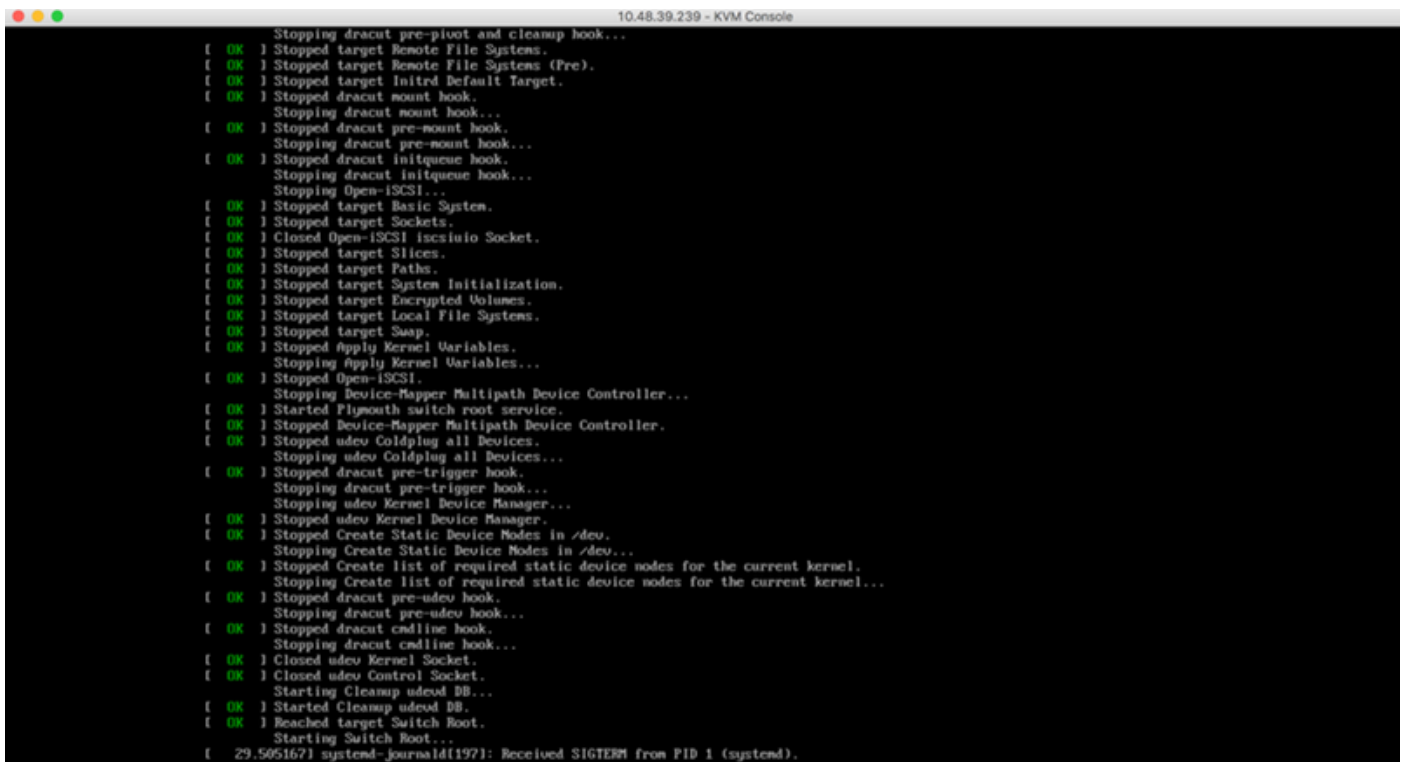 10.48.39.239 - KVM Console
Stopping dracut pre-pivot and cleanup hook...
[ OK ] Stopped target Remote File Systems.
[ OK ] Stopped target Remote File Systems (Pre).
[ OK ] Stopped target Initrd Default Target.
[ OK ] Stopped dracut mount hook.
Stopping dracut mount hook...
[ OK ] Stopped dracut pre-mount hook.
Stopping dracut pre-mount hook...
[ OK ] Stopped dracut initqueue hook.
Stopping dracut initqueue hook...
Stopping Open-iSCSI...
[ OK ] Stopped target Basic System.
[ OK ] Stopped target Sockets.
[ OK ] Closed Open-iSCSI iscsiuio Socket.
[ OK ] Stopped target Slices.
[ OK ] Stopped target Paths.
[ OK ] Stopped target System Initialization.
[ OK ] Stopped target Encrypted Volumes.
[ OK ] Stopped target Local File Systems.
[ OK ] Stopped target Swap.
[ OK ] Stopped Apply Kernel Variables.
Stopping Apply Kernel Variables...
[ OK ] Stopped Open-iSCSI.
Stopping Device-Mapper Multipath Device Controller...
[ OK ] Started Plymouth switch root service.
[ OK ] Stopped Device-Mapper Multipath Device Controller.
[ OK ] Stopped udev Coldplug all Devices.
Stopping udev Coldplug all Devices...
[ OK ] Stopped dracut pre-trigger hook.
Stopping dracut pre-trigger hook...
Stopping udev Kernel Device Manager...
[ OK ] Stopped udev Kernel Device Manager.
[ OK ] Stopped Create Static Device Nodes in /dev.
Stopping Create Static Device Nodes in /dev...
[ OK ] Stopped Create list of required static device nodes for the current kernel.
Stopping Create list of required static device nodes for the current kernel...
[ OK ] Stopped dracut pre-udev hook.
Stopping dracut pre-udev hook...
[ OK ] Stopped dracut cmdline hook.
Stopping dracut cmdline hook...
[ OK ] Closed udev Kernel Socket.
[ OK ] Closed udev Control Socket.
Starting Cleanup udevd DB...
[ OK ] Started Cleanup udevd DB.
[ OK ] Reached target Switch Root.
Starting Switch Root...
[ 29.505167] systemd-journald[197]: Received SIGTERM from PID 1 (systemd).